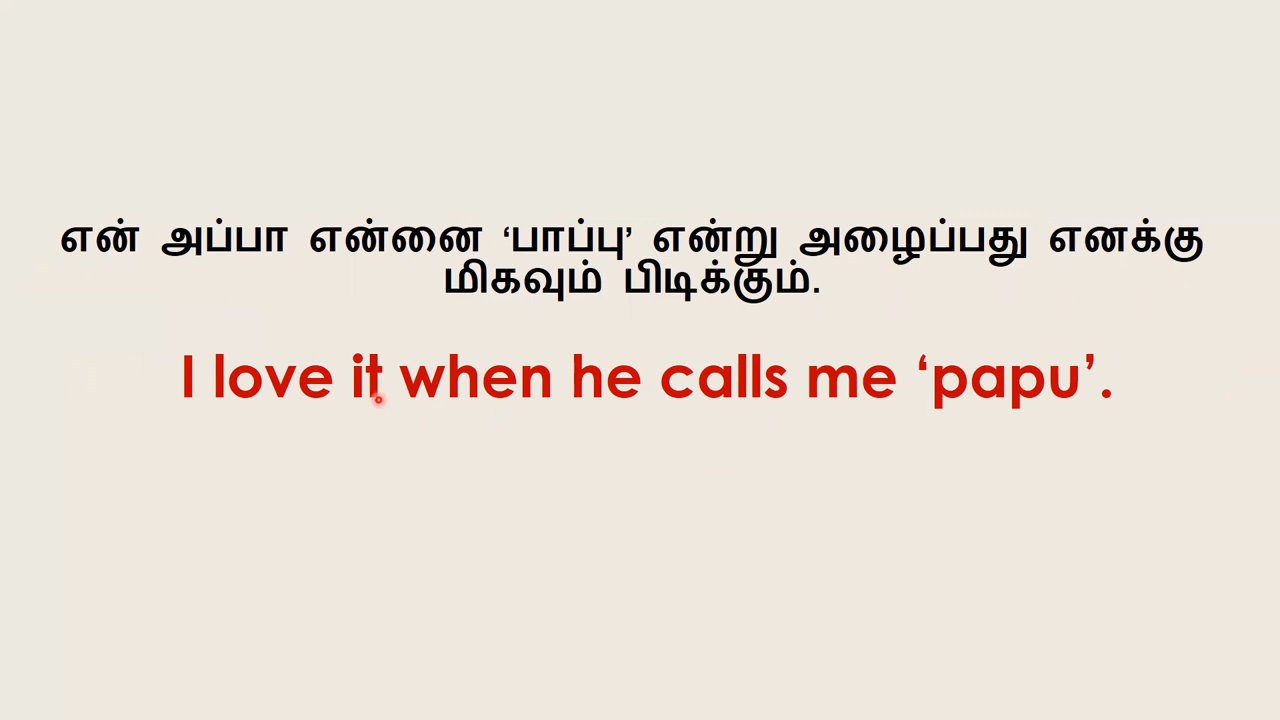 என் அப்பா என்னை ‘பாப்பு’ என்று அழைப்பது எனக்கு
மிகவும் பிடிக்கும்.
I love it when he calls me ‘papu’.